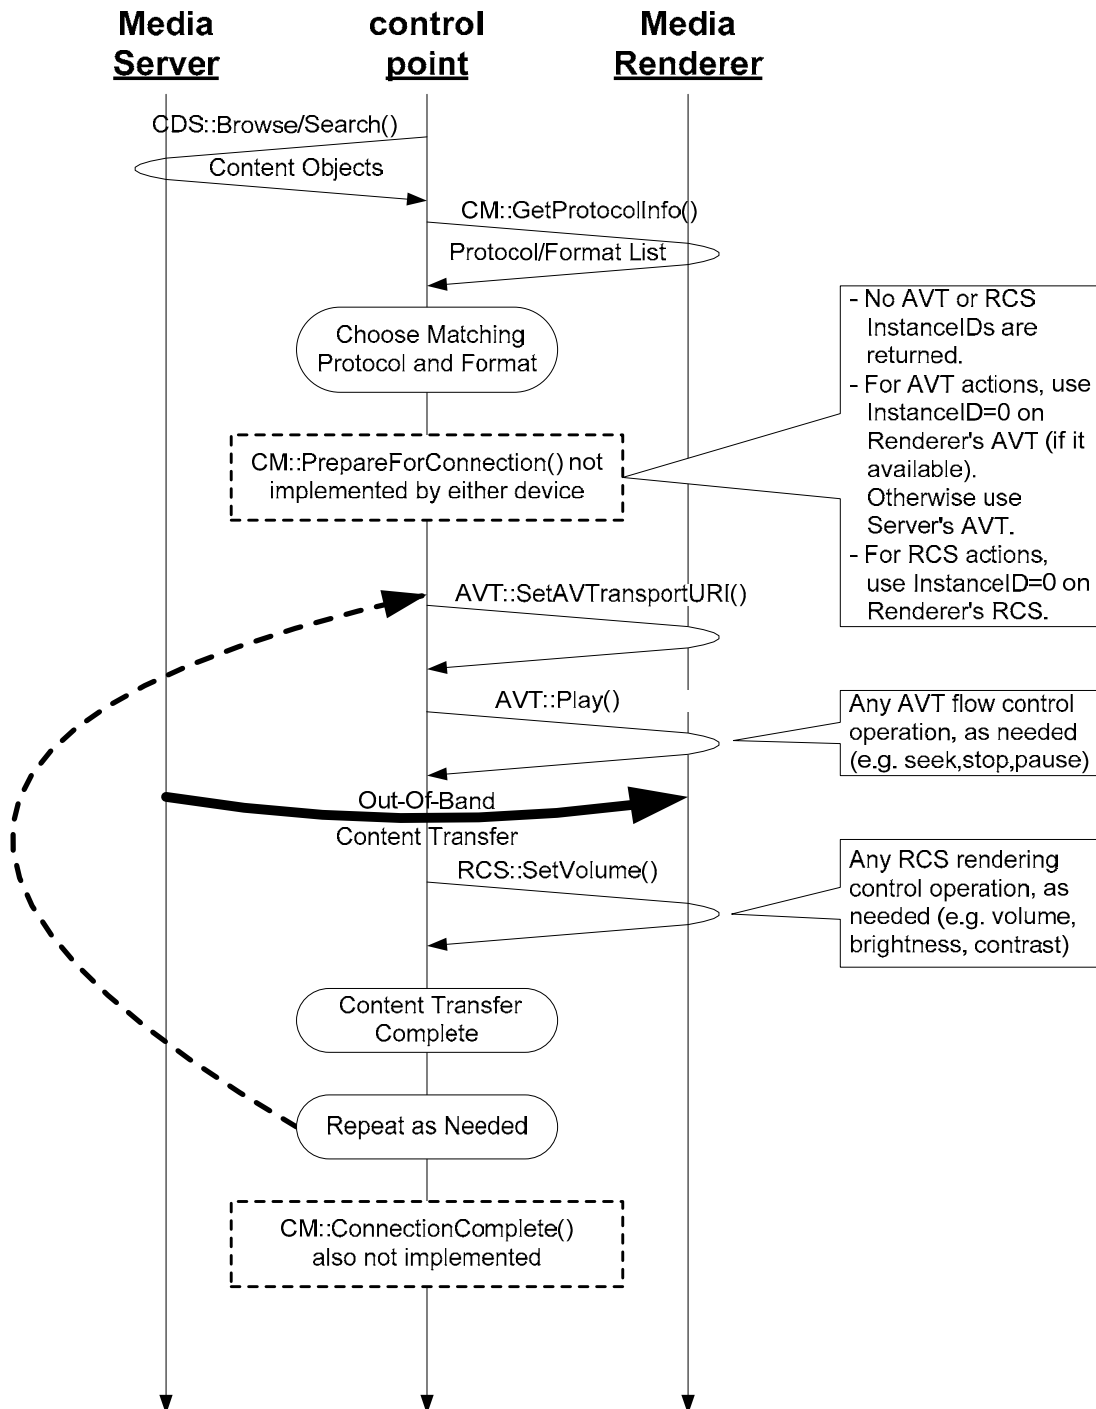 Media
Server
control
point
Media
Renderer
CDS::Browse/Search()
Content Objects
CM::GetProtocolInfo()
Protocol/Format List
Choose Matching
Protocol and Format
- No AVT or RCS
InstanceIDs are
returned.
- For AVT actions, use
InstanceID=0 on
Renderer's AVT (if it
available).
Otherwise use
Server's AVT.
- For RCS actions,
use InstanceID=0 on
Renderer's RCS.
CM::PrepareForConnection() not
implemented by either device
AVT::SetAVTransportURI()
AVT::Play()
Any AVT flow control
operation, as needed
(e.g. seek,stop,pause)
Out-Of-Band
Content Transfer
RCS::SetVolume()
Any RCS rendering
control operation, as
needed (e.g. volume,
brightness, contrast)
Content Transfer
Complete
Repeat as Needed
CM::ConnectionComplete()
also not implemented